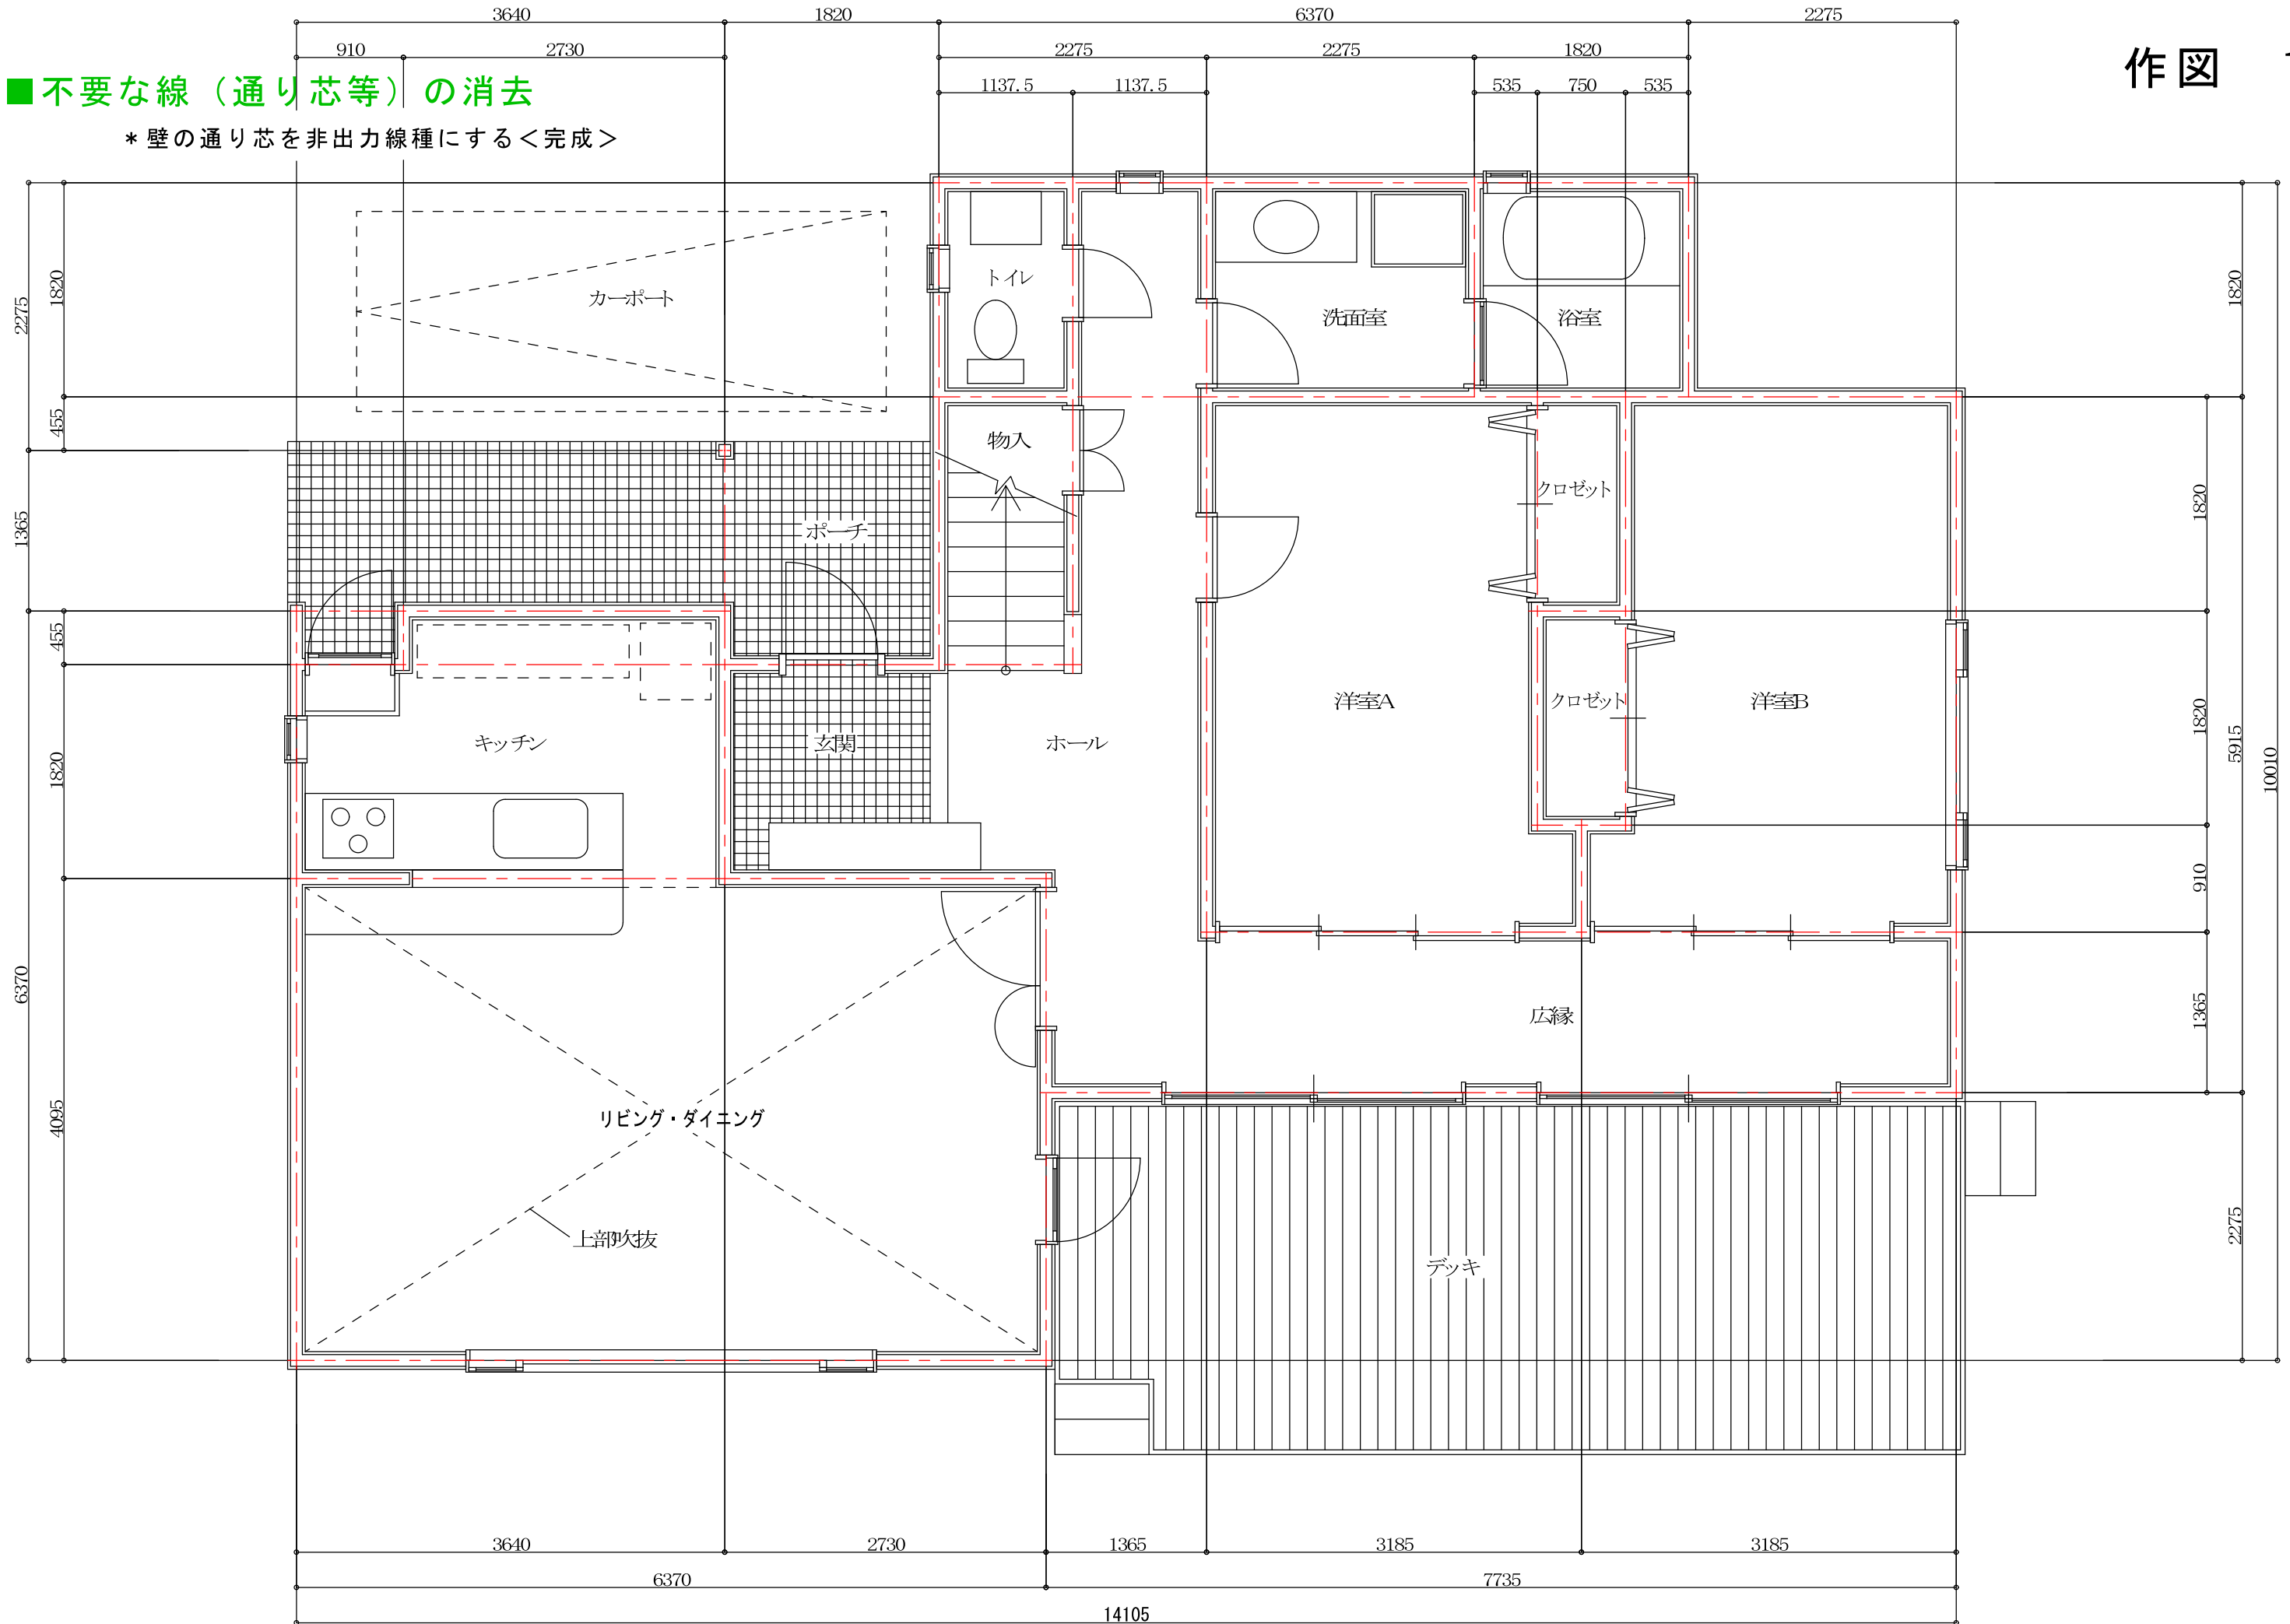 3640 1820 6370 2275
910 2730 2275 2275 1820
作図
■不要な線（通り芯等）の消去
1137.5 1137.5 535 750 535
＊壁の通り芯を非出力線種にする＜完成＞
トイレ
カーポート
洗面室
浴室
物入
クロゼット
ポーチ
洋室A
クロゼット
洋室B
キッチン
玄関
ホール
広縁
リビング・ダイニング
上部吹抜
デッキ
2275
1365
6370
1820
455
455
1820
4095
1820
1820
910
1365
1820
5915
2275
10010
3640 2730 1365 3185 3185
6370 7735
14105